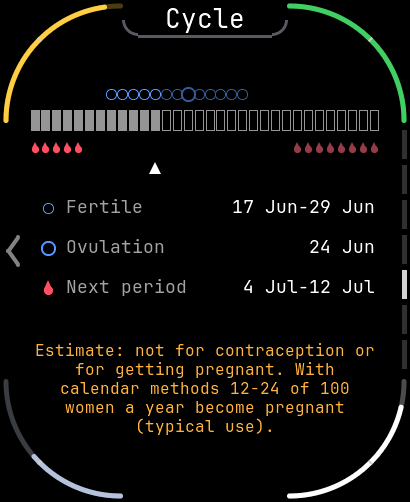 Cycle
Fertile 17 Jun-29 Jun
Ovulation 24 Jun
Next period 4 Jul-12 Jul
Estimate: not for contraception or
for getting pregnant. With
calendar methods 12-24 of 100
women a year become pregnant
(typical use).